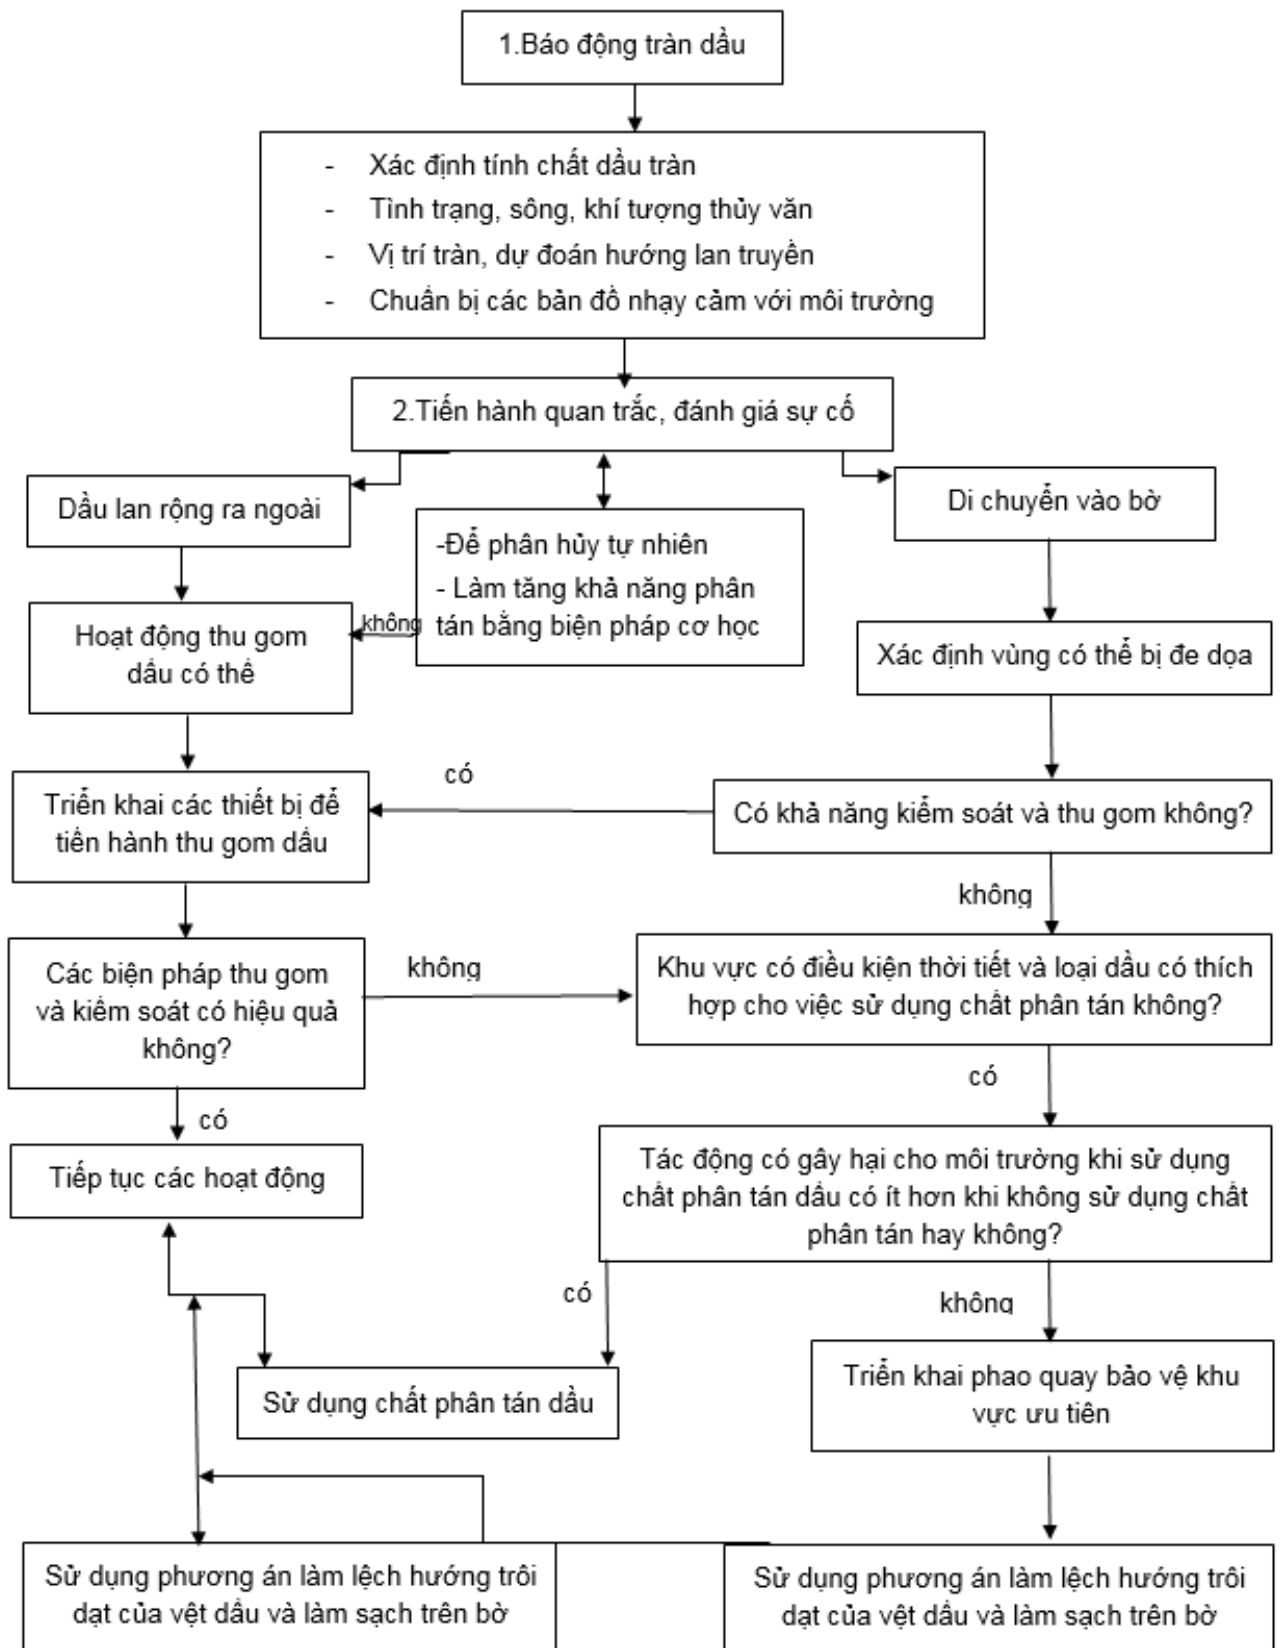 1.Báo động tràn dầu
- Xác định tính chất dầu tràn
- Tình trạng, sông, khí tượng thủy văn
- Vị trí tràn, dự đoán hướng lan truyền
- Chuẩn bị các bản đồ nhạy cảm với môi trường
2.Tiến hành quan trắc, đánh giá sự cố
Dầu lan rộng ra ngoài
Di chuyển vào bờ
-Để phân hủy tự nhiên
- Làm tăng khả năng phân
tán bằng biện pháp cơ học
không
Hoạt động thu gom
dầu có thể
Xác định vùng có thể bị đe dọa
Triển khai các thiết bị để
tiến hành thu gom dầu
có
Có khả năng kiểm soát và thu gom không?
không
Các biện pháp thu gom
và kiểm soát có hiệu quả
không?
không
Khu vực có điều kiện thời tiết và loại dầu có thích
hợp cho việc sử dụng chất phân tán không?
có
có
Tiếp tục các hoạt động
Tác động có gây hại cho môi trường khi sử dụng
chất phân tán dầu có ít hơn khi không sử dụng chất
phân tán hay không?
có
không
Sử dụng chất phân tán dầu
Triển khai phao quay bảo vệ khu
vực ưu tiên
Sử dụng phương án làm lệch hướng trôi
dạt của vệt dầu và làm sạch trên bờ
Sử dụng phương án làm lệch hướng trôi
dạt của vệt dầu và làm sạch trên bờ